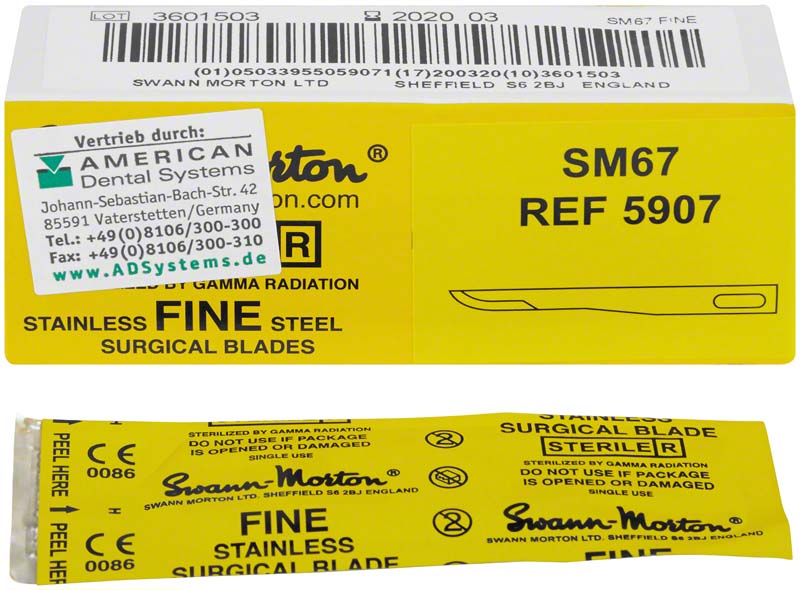 LOT 3601503 2020 03 SM67 FINE
(01)05033955059071(17)200320(10)3601503
SWANN MORTON LTD SHEFFIELD S6 2BJ ENGLAND
Vertrieb durch:
AMERICAN
Dental Systems
Johann-Sebastian-Bach-Str. 42
85591 Vaterstetten/Germany
Tel.: +49(0)8106/300-300
Fax: +49(0)8106/300-310
www.ADSystems.de
®
.com
R
BY GAMMA RADIATION
STAINLESS FINE STEEL
SURGICAL BLADES
SM67
REF 5907
PEEL HERE
PEEL HERE
0086
0086
STERILIZED BY GAMMA RADIATION
DO NOT USE IF PACKAGE
IS OPENED OR DAMAGED
SINGLE USE
Swann-Morton®
SWANN MORTON LTD. SHEFFIELD S6 2BJ ENGLAND
FINE
STAINLESS
SURGICAL BLADE
2
2
STAINLESS
SURGICAL BLADE
STERILE R
STERILIZED BY GAMMA RADIATION
DO NOT USE IF PACKAGE
IS OPENED OR DAMAGED
SINGLE USE
Swann-Morton®
SWANN MORTON LTD. SHEFFIELD S6 2BJ ENGLAND
FINE